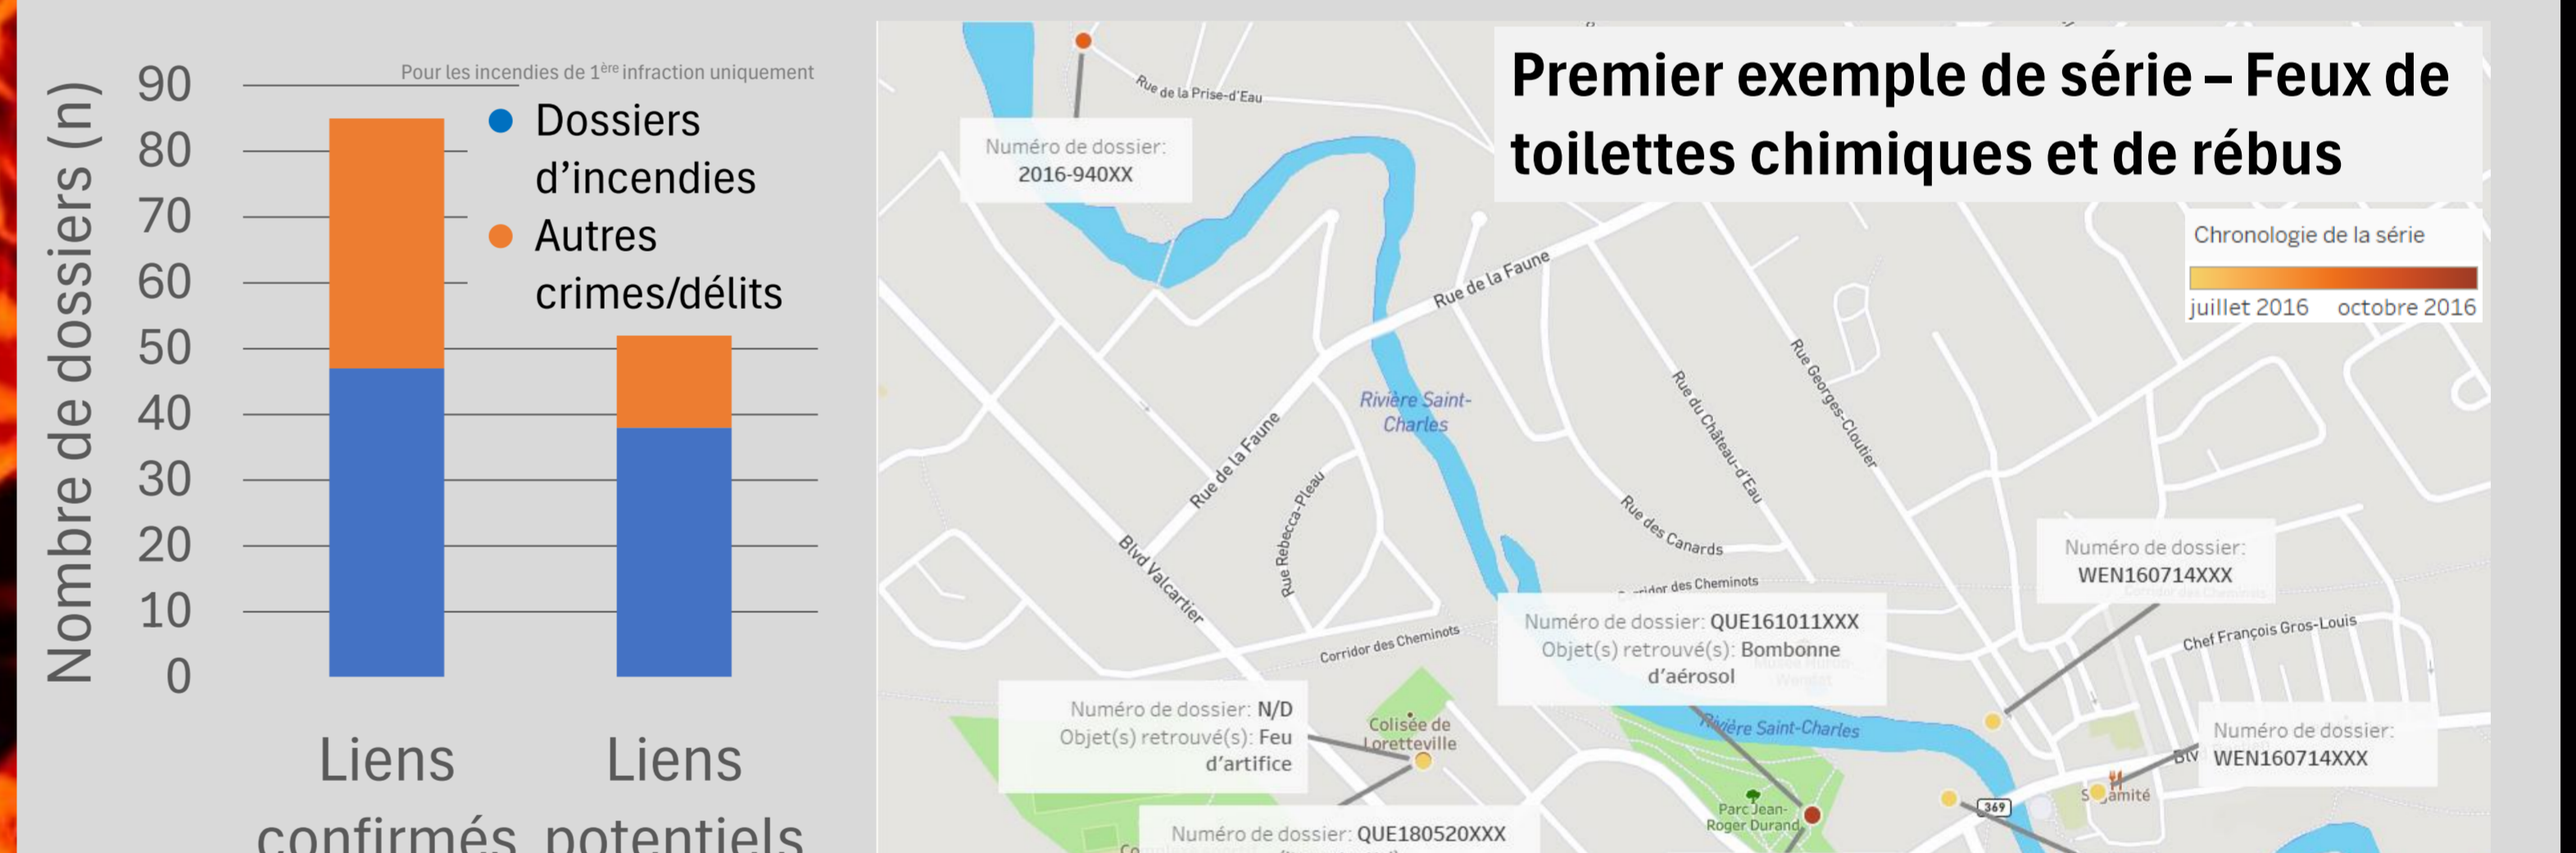 Pour les incendies de 1ère infraction uniquement
Nombre de dossiers (n)
90
80
70
60
50
40
30
20
10
0
Dossiers
d'incendies
Autres
crimes/délits
Liens
confirmés
Liens
potentiels
Premier exemple de série – Feux de
toilettes chimiques et de rébus
Chronologie de la série
juillet 2016 octobre 2016
Rue de la Prise-d'Eau
Numéro de dossier:
2016-940XX
Rue de la Faune
Rivière Saint-
Charles
Rue du Château-d'Eau
Rue Georges-Cloutier
Rue de la Faune
Rue Rebecca-Pleau
Rue des Canards
Blvd Valcartier
Corridor des Cheminots
Corridor des Cheminots
Numéro de dossier:
WEN160714XXX
Chef François Gros-Louis
Numéro de dossier: QUE161011XXX
Objet(s) retrouvé(s): Bombonne
d'aérosol
Rivière Saint-Charles
Numéro de dossier: N/D
Objet(s) retrouvé(s): Feu
d'artifice
Colisée de
Loretteville
Numéro de dossier:
WEN160714XXX
Parc Jean-
Roger Durand
369
Numéro de dossier: QUE180520XXX